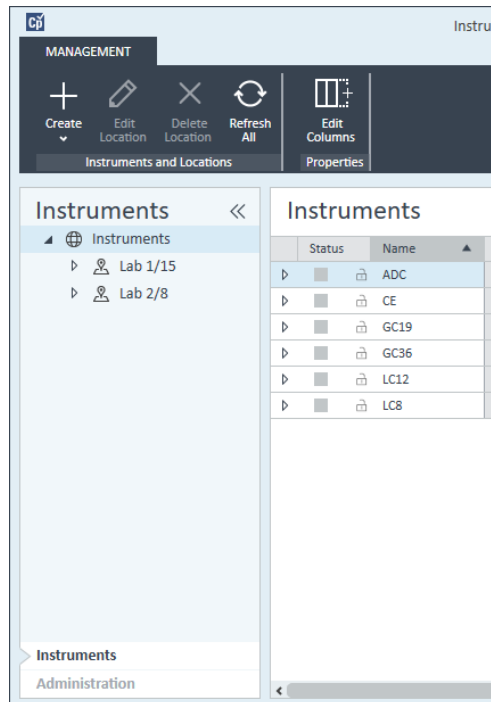 Cp
Instru
MANAGEMENT
Create
Edit Location
Delete Location
Refresh All
Edit Columns
Instruments and Locations
Properties
Instruments
Instruments
Lab 1/15
Lab 2/8
Instruments
Administration
Instruments
Status Name
ADC
CE
GC19
GC36
LC12
LC8